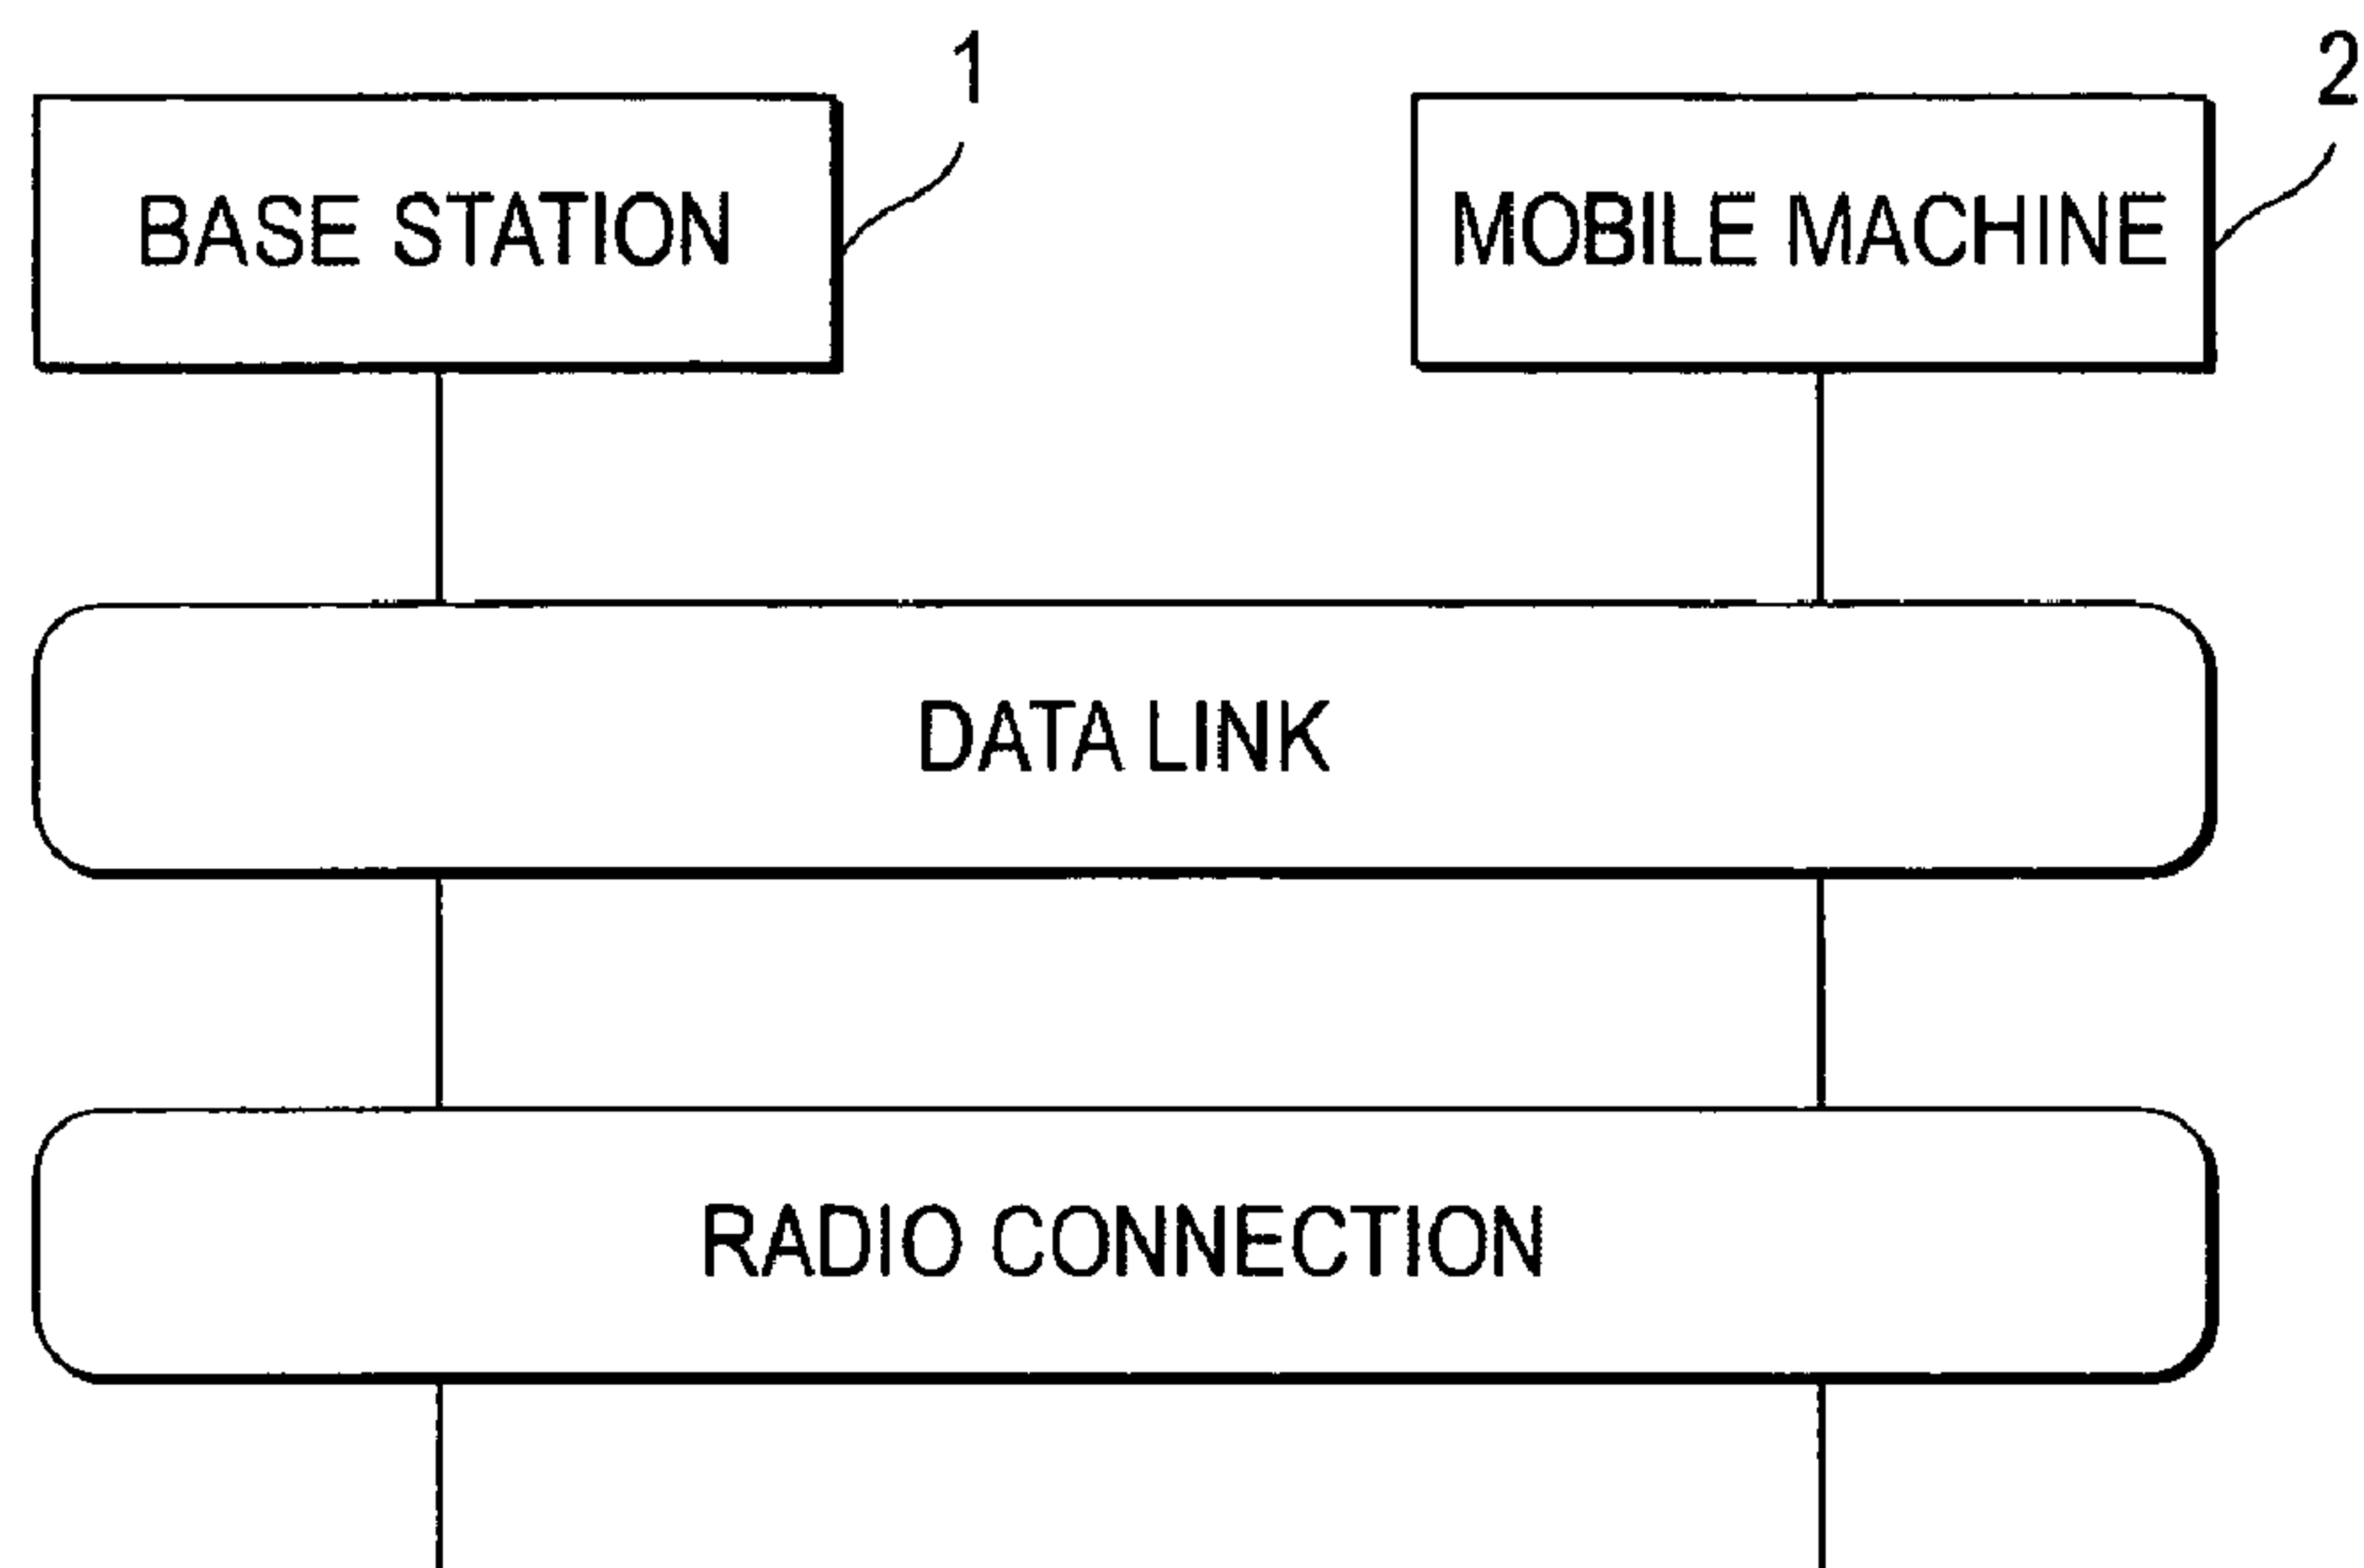 1
2
BASE STATION
MOBILE MACHINE
DATA LINK
RADIO CONNECTION